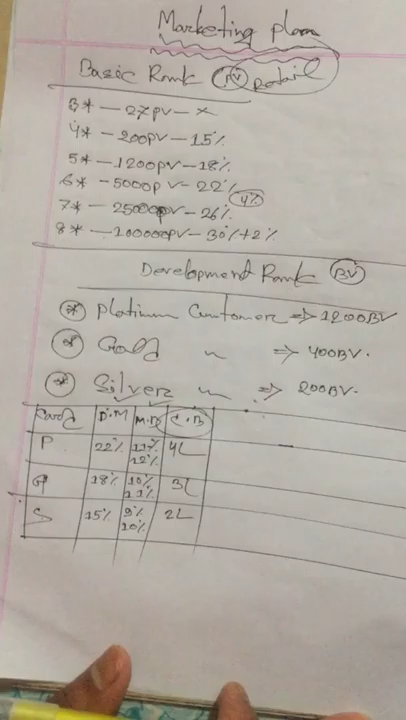 Marketing plan
Basic Rank (PV) Retail
3* — 27pv — x
4* — 200pv — 15%
5* — 1200pv — 18%
6* — 5000pv — 22%
4%
7* — 25000pv — 26%
8* — 100000pv — 30%+2%
Development Rank (BV)
* Platinum Customer => 1200BV
* Gold " => 400BV.
* Silver " => 200BV.
Card D.M M.B C.B
P 22% 11% 4L
12%
G 18% 10% 3L
11%
S 15% 9% 2L
10%